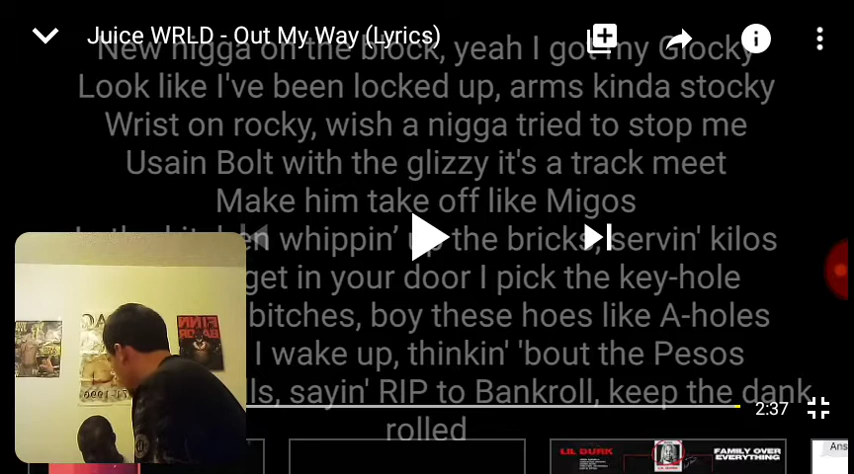 Juice WRLD - Out My Way (Lyrics)
New nigga on the block, yeah I got my Glocky
Look like I've been locked up, arms kinda stocky
Wrist on rocky, wish a nigga tried to stop me
Usain Bolt with the glizzy it's a track meet
Make him take off like Migos
whippin' up the bricks, servin' kilos
get in your door I pick the key-hole
bitches, boy these hoes like A-holes
I wake up, thinkin' 'bout the Pesos
sayin' RIP to Bankroll, keep the dank
rolled
2:37
LIL DURK
FAMILY OVER
EVERYTHING
Ans